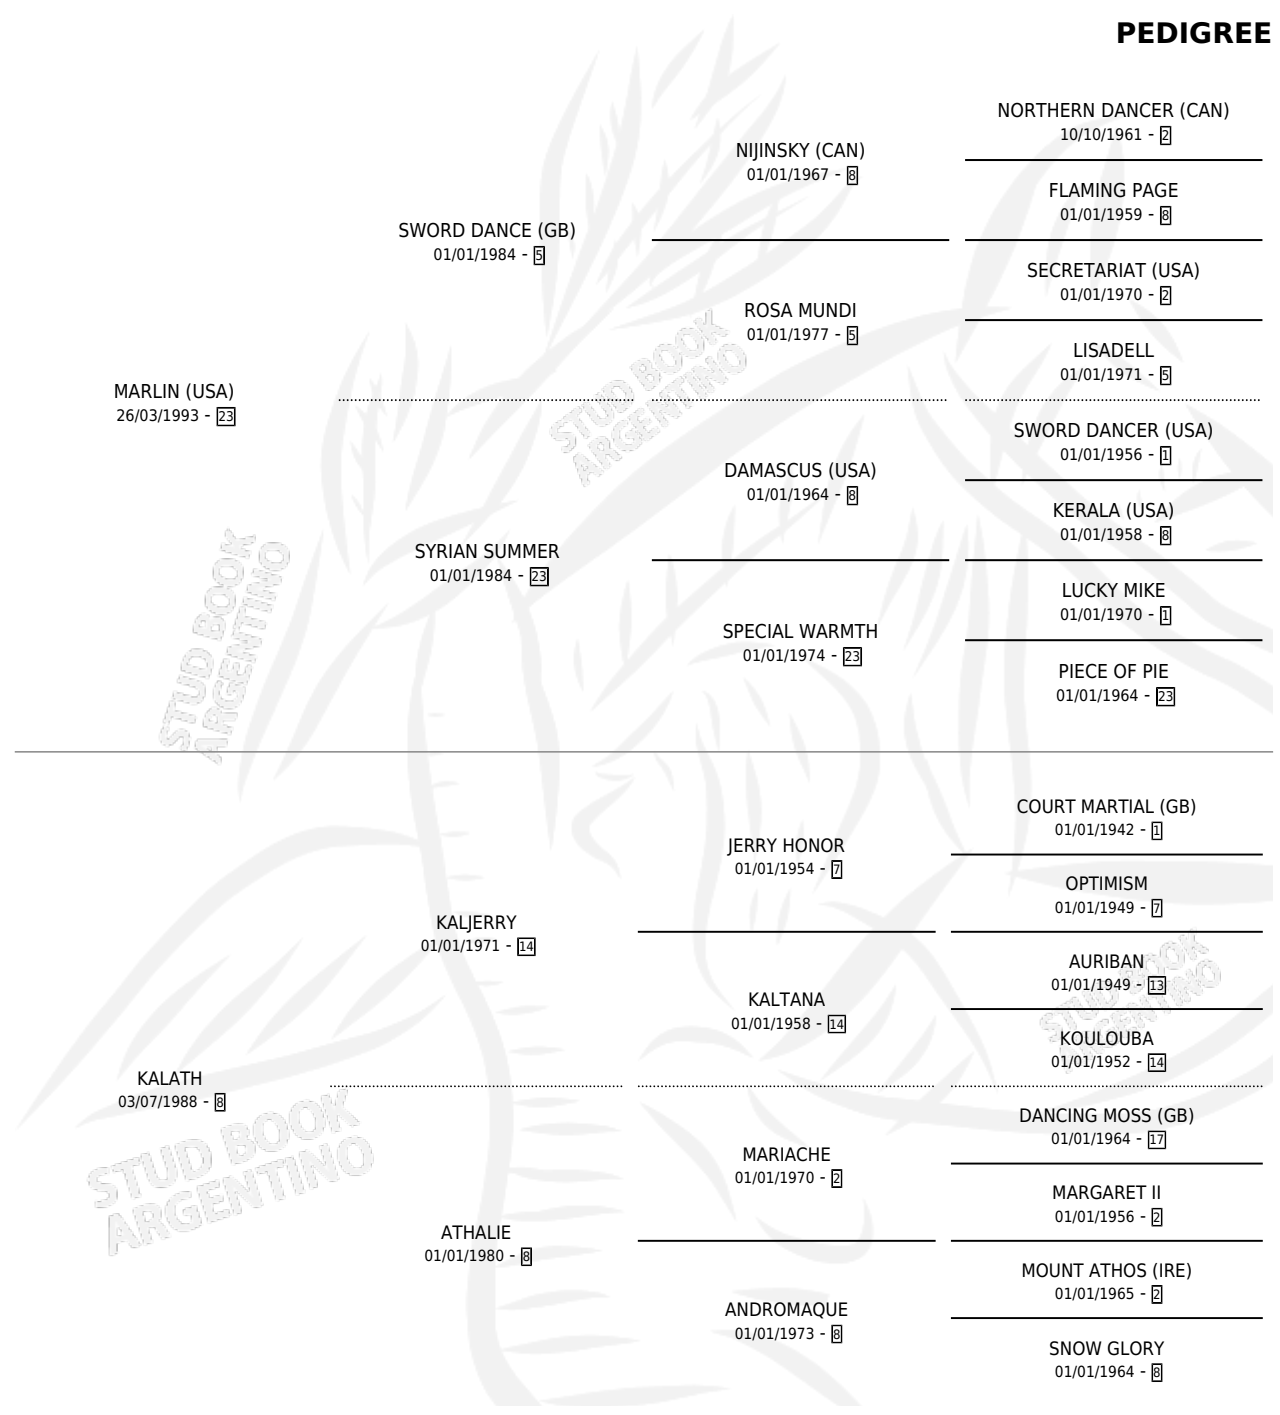 PEDIGREE
NORTHERN DANCER (CAN)
10/10/1961 - 2
NIJINSKY (CAN)
01/01/1967 - 8
FLAMING PAGE
01/01/1959 - 8
SWORD DANCE (GB)
01/01/1984 - 5
SECRETARIAT (USA)
01/01/1970 - 2
ROSA MUNDI
01/01/1977 - 5
LISADELL
01/01/1971 - 5
MARLIN (USA)
26/03/1993 - 23
SWORD DANCER (USA)
01/01/1956 - 1
DAMASCUS (USA)
01/01/1964 - 8
KERALA (USA)
01/01/1958 - 8
SYRIAN SUMMER
01/01/1984 - 23
LUCKY MIKE
01/01/1970 - 1
SPECIAL WARMTH
01/01/1974 - 23
PIECE OF PIE
01/01/1964 - 23
COURT MARTIAL (GB)
01/01/1942 - 1
JERRY HONOR
01/01/1954 - 7
OPTIMISM
01/01/1949 - 7
KALJERRY
01/01/1971 - 14
AURIBAN
01/01/1949 - 13
KALTANA
01/01/1958 - 14
KOULOUBA
01/01/1952 - 14
KALATH
03/07/1988 - 8
DANCING MOSS (GB)
01/01/1964 - 17
MARIACHE
01/01/1970 - 2
MARGARET II
01/01/1956 - 2
ATHALIE
01/01/1980 - 8
MOUNT ATHOS (IRE)
01/01/1965 - 2
ANDROMAQUE
01/01/1973 - 8
SNOW GLORY
01/01/1964 - 8
STUD BOOK
ARGENTINO
STUD BOOK
ARGENTINO
STUD BOOK
ARGENTINO
STUD BOOK
ARGENTINO